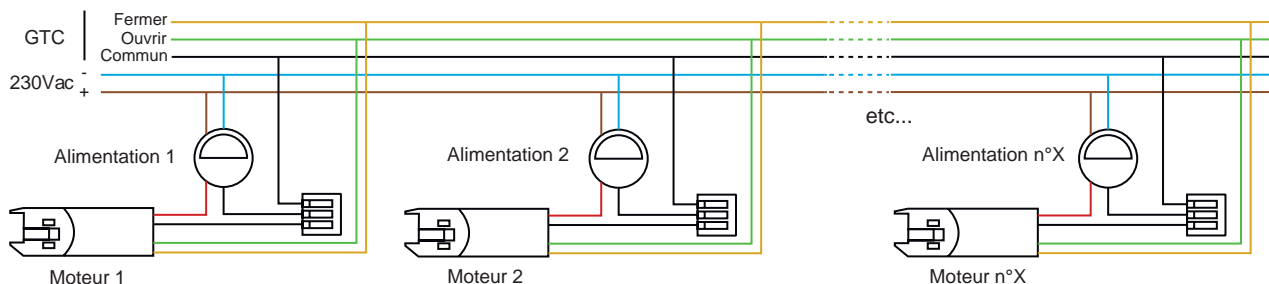 Fermer
GTC
Ouvrir
Commun
230Vac
-
+
etc...
Alimentation 1
Alimentation 2
Alimentation n°X
Moteur 1
Moteur 2
Moteur n°X